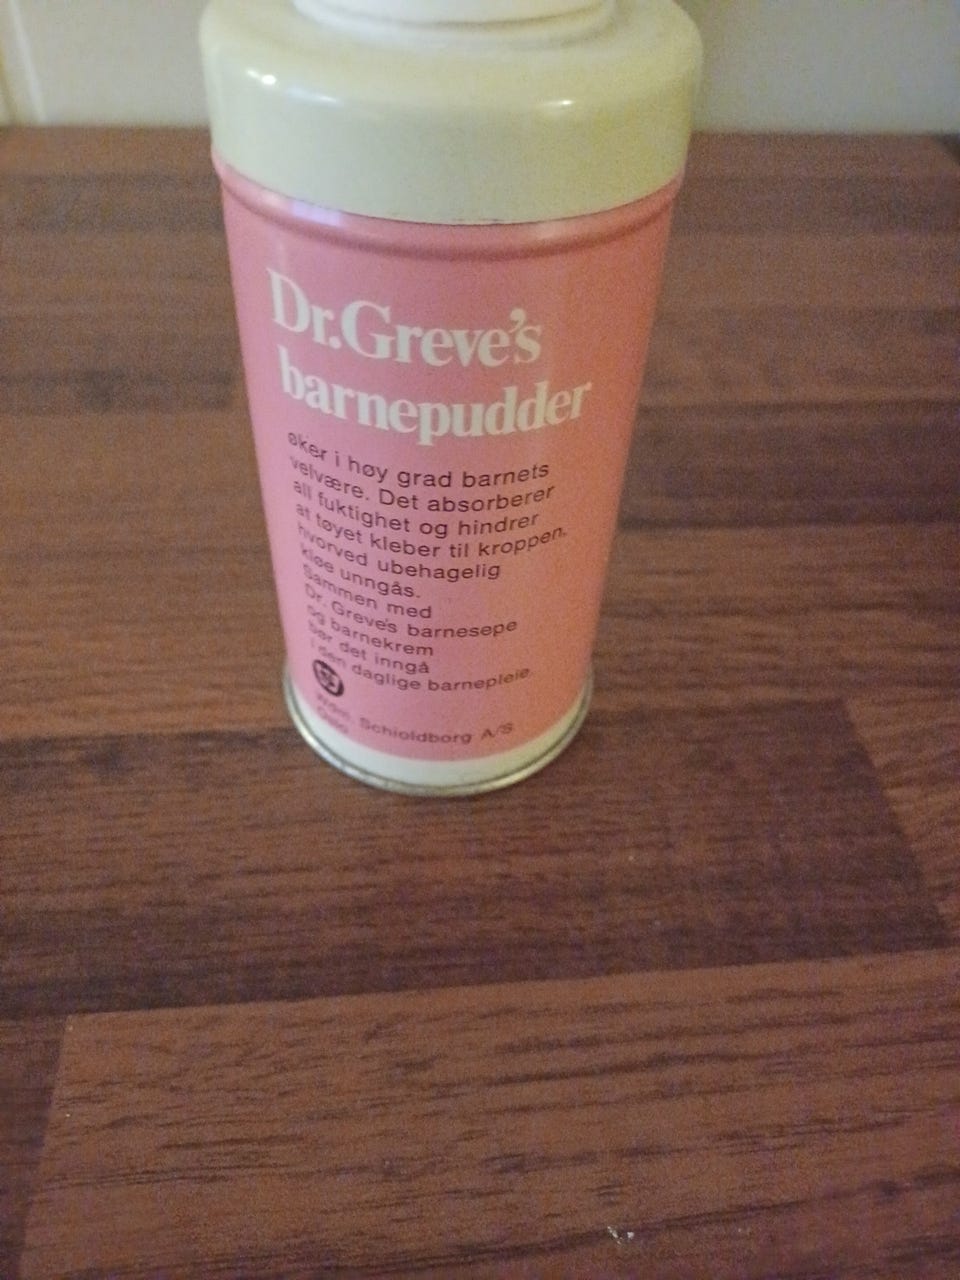 Dr. Greve's
barnepudder
øker i høy grad barnets
velvære. Det absorberer
all fuktighet og hindrer
at tøyet kleber til kroppen,
hvorved ubehagelig
kløe unngås.
Sammen med
Dr. Greve's barnesepe
og barnekrem
bør det inngå
i den daglige barnepleie.
Schioldborg A/S
Oslo